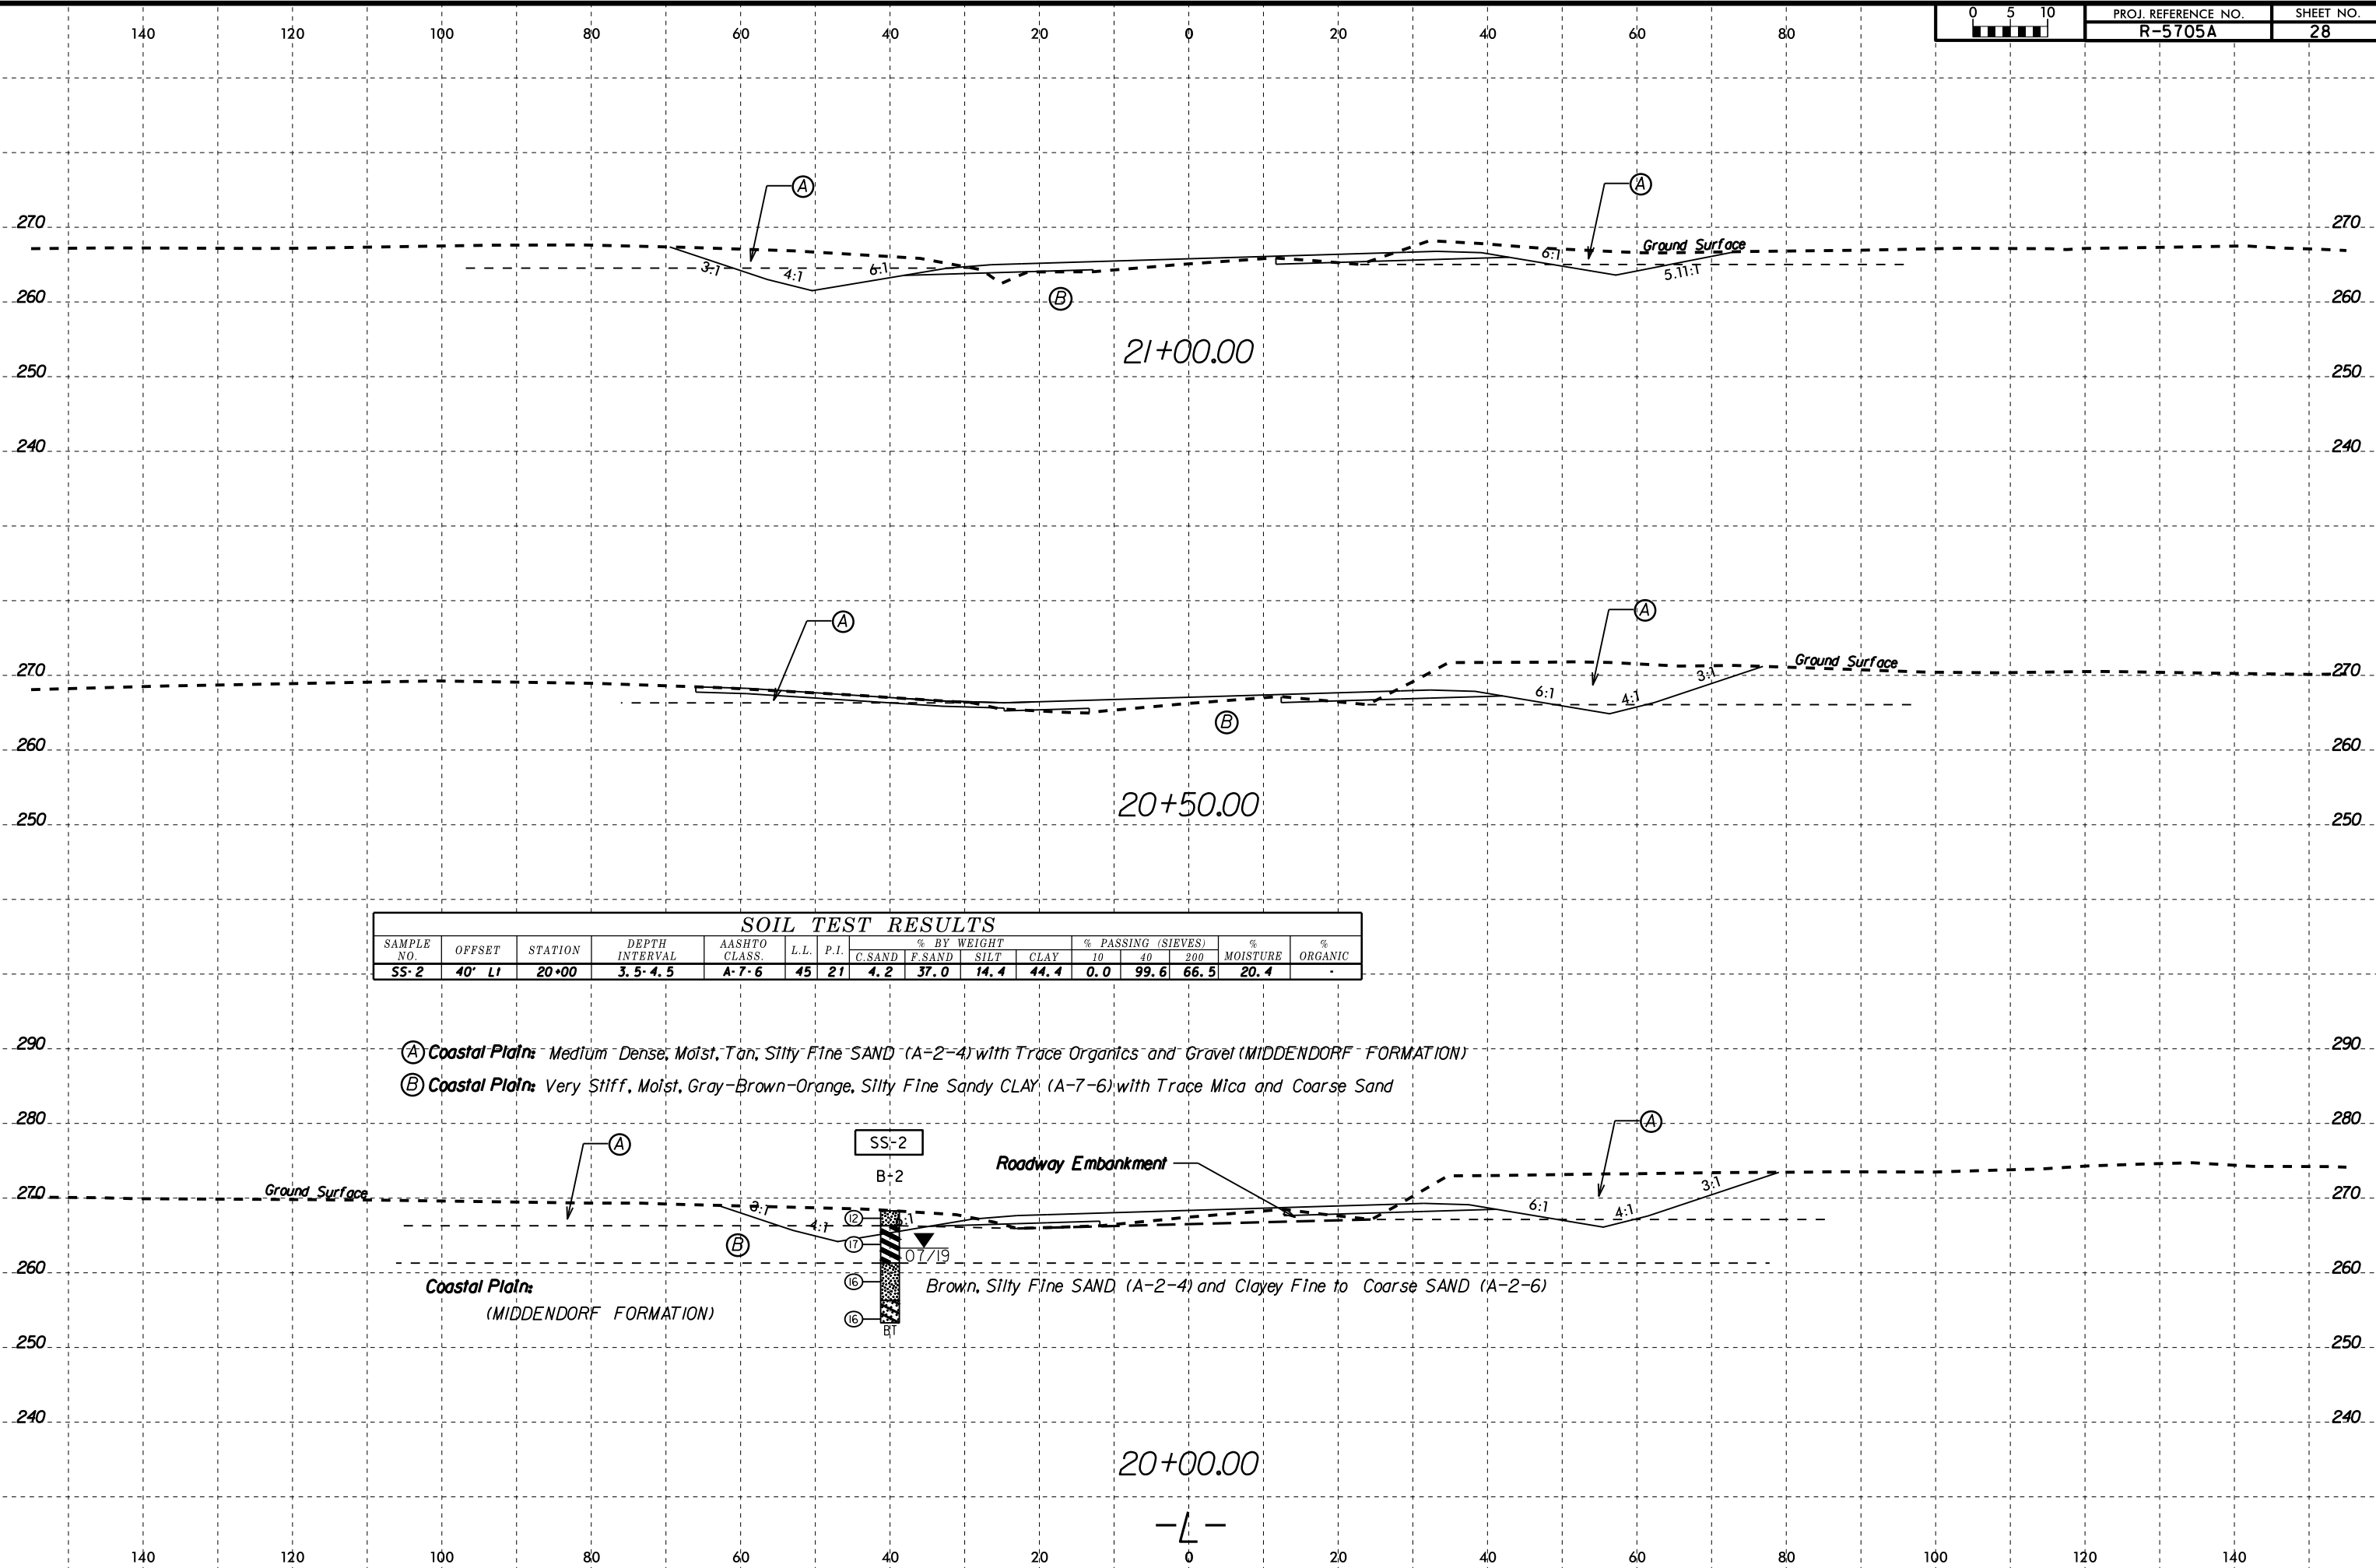 0 5 10 PROJ. REFERENCE NO. SHEET NO.
R-5705A 28
140 120 100 80 60 40 20 0 20 40 60 80
A A
270 270
Ground Surface
3:1 4:1 6:1 6:1 5.11:1
B
260 260
21+00.00
250 250
240 240
A A
270 Ground Surface 270
6:1 4:1 3:1
B
260 260
20+50.00
250 250
SOIL TEST RESULTS
SAMPLE NO. OFFSET STATION DEPTH INTERVAL AASHTO CLASS. L.L. P.I. % BY WEIGHT % PASSING (SIEVES) % MOISTURE % ORGANIC
C.SAND F.SAND SILT CLAY 10 40 200
SS-2 40' Lt 20+00 3.5-4.5 A-7-6 45 21 4.2 37.0 14.4 44.4 0.0 99.6 66.5 20.4 -
290 290
A Coastal Plain: Medium Dense, Moist, Tan, Silty Fine SAND (A-2-4) with Trace Organics and Gravel (MIDDENDORF FORMATION)
B Coastal Plain: Very Stiff, Moist, Gray-Brown-Orange, Silty Fine Sandy CLAY (A-7-6) with Trace Mica and Coarse Sand
280 280
A SS-2 A
Roadway Embankment
B-2
270 Ground Surface 270
3:1 4:1 12 6:1 6:1 4:1 3:1
B 17 07/19
260 260
Coastal Plain: 16 Brown, Silty Fine SAND (A-2-4) and Clayey Fine to Coarse SAND (A-2-6)
(MIDDENDORF FORMATION) 16
BT
250 250
240 240
20+00.00
-L-
140 120 100 80 60 40 20 0 20 40 60 80 100 120 140